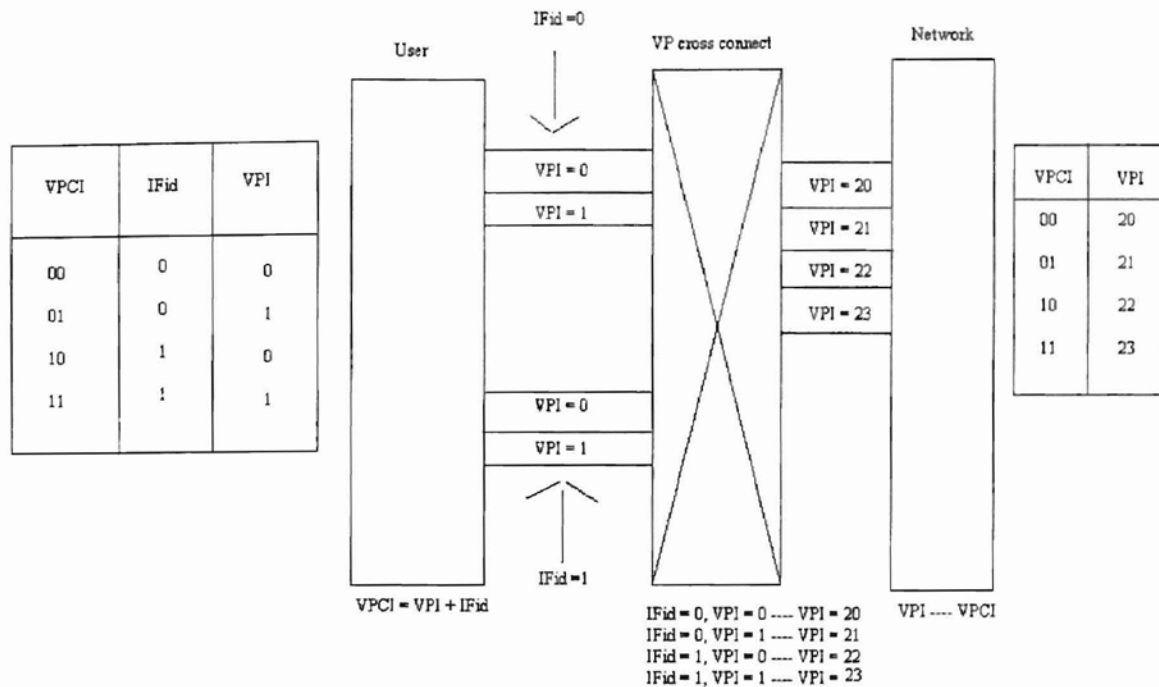 IFid =0
User
VP cross connect
Network
VPCI IFid VPI
00 0 0
01 0 1
10 1 0
11 1 1
VPI = 0
VPI = 1
VPI = 0
VPI = 1
IFid =1
VPI = 20
VPI = 21
VPI = 22
VPI = 23
VPCI VPI
00 20
01 21
10 22
11 23
VPCI = VPI + IFid
IFid = 0, VPI = 0 ---- VPI = 20
IFid = 0, VPI = 1 ---- VPI = 21
IFid = 1, VPI = 0 ---- VPI = 22
IFid = 1, VPI = 1 ---- VPI = 23
VPI ---- VPCI